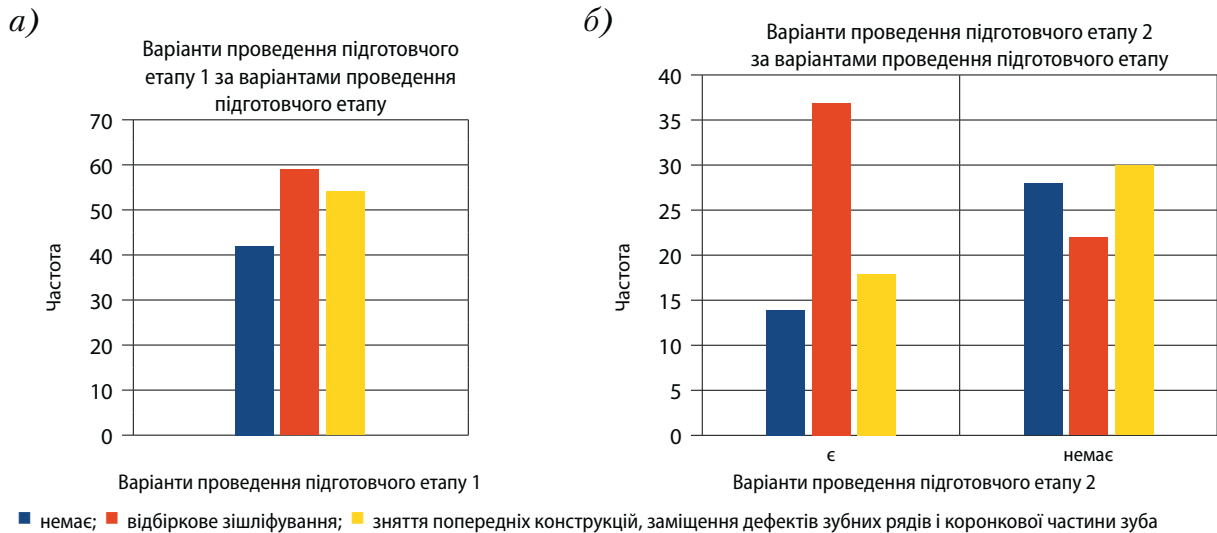 а)
Варіанти проведення підготовчого
етапу 1 за варіантами проведення
підготовчого етапу
70
60
50
40
30
20
10
0
Частота
Варіанти проведення підготовчого етапу 1
б)
Варіанти проведення підготовчого етапу 2
за варіантами проведення підготовчого етапу
40
35
30
25
20
15
10
5
0
Частота
є немає
Варіанти проведення підготовчого етапу 2
немає; відбіркове зішліфування; зняття попередніх конструкцій, заміщення дефектів зубних рядів і коронкової частини зуба